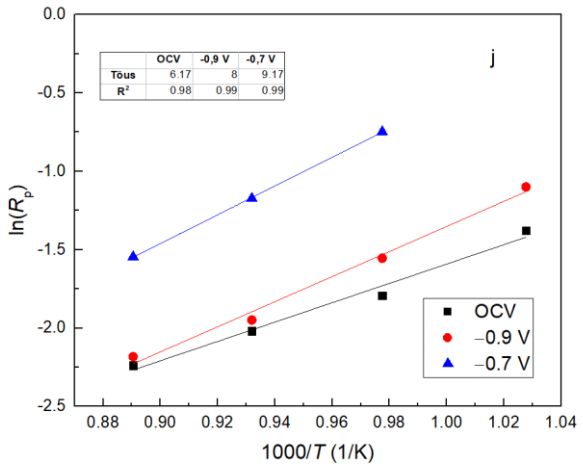 0.0
j
OCV -0,9 V -0,7 V
Tõus 6.17 8 9.17
R² 0.98 0.99 0.99
-0.5
-1.0
ln(Rp)
-1.5
-2.0
OCV
−0.9 V
−0.7 V
-2.5
0.88 0.90 0.92 0.94 0.96 0.98 1.00 1.02 1.04
1000/T (1/K)